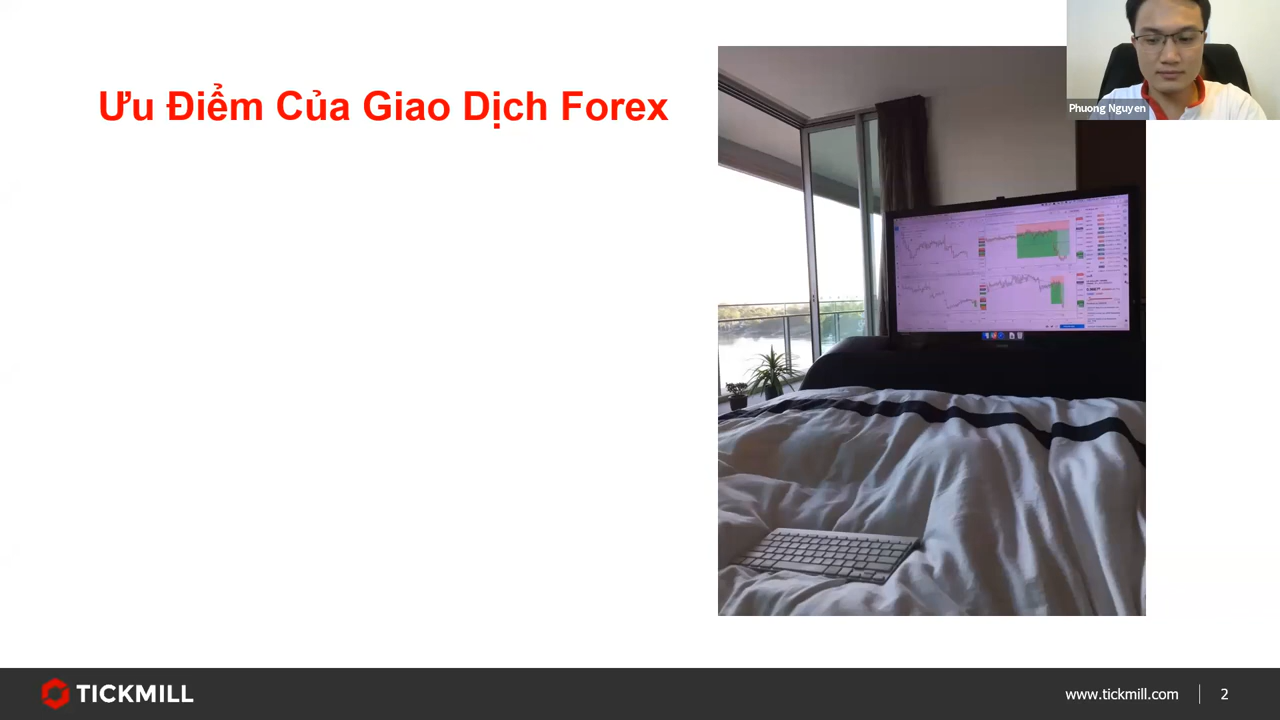 Ưu Điểm Của Giao Dịch Forex
Phuong Nguyen
TICKMILL
www.tickmill.com
2